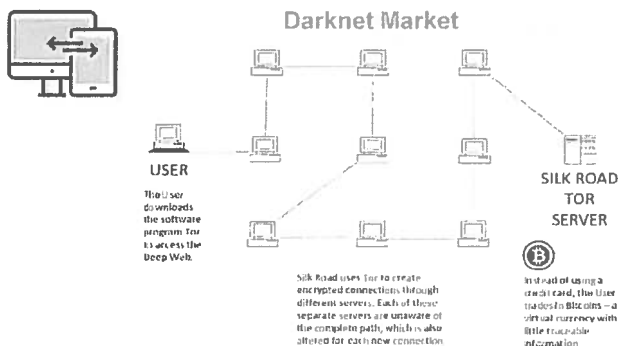 Darknet Market
USER
The User
downloads
the software
program Tor
to access the
Deep Web.
SILK ROAD
TOR
SERVER
Silk Road uses Tor to create
encrypted connections through
different servers. Each of these
separate servers are unaware of
the complete path, which is also
altered for each new connection
Instead of using a
credit card, the User
trades in Bitcoins – a
virtual currency with
little traceable
information